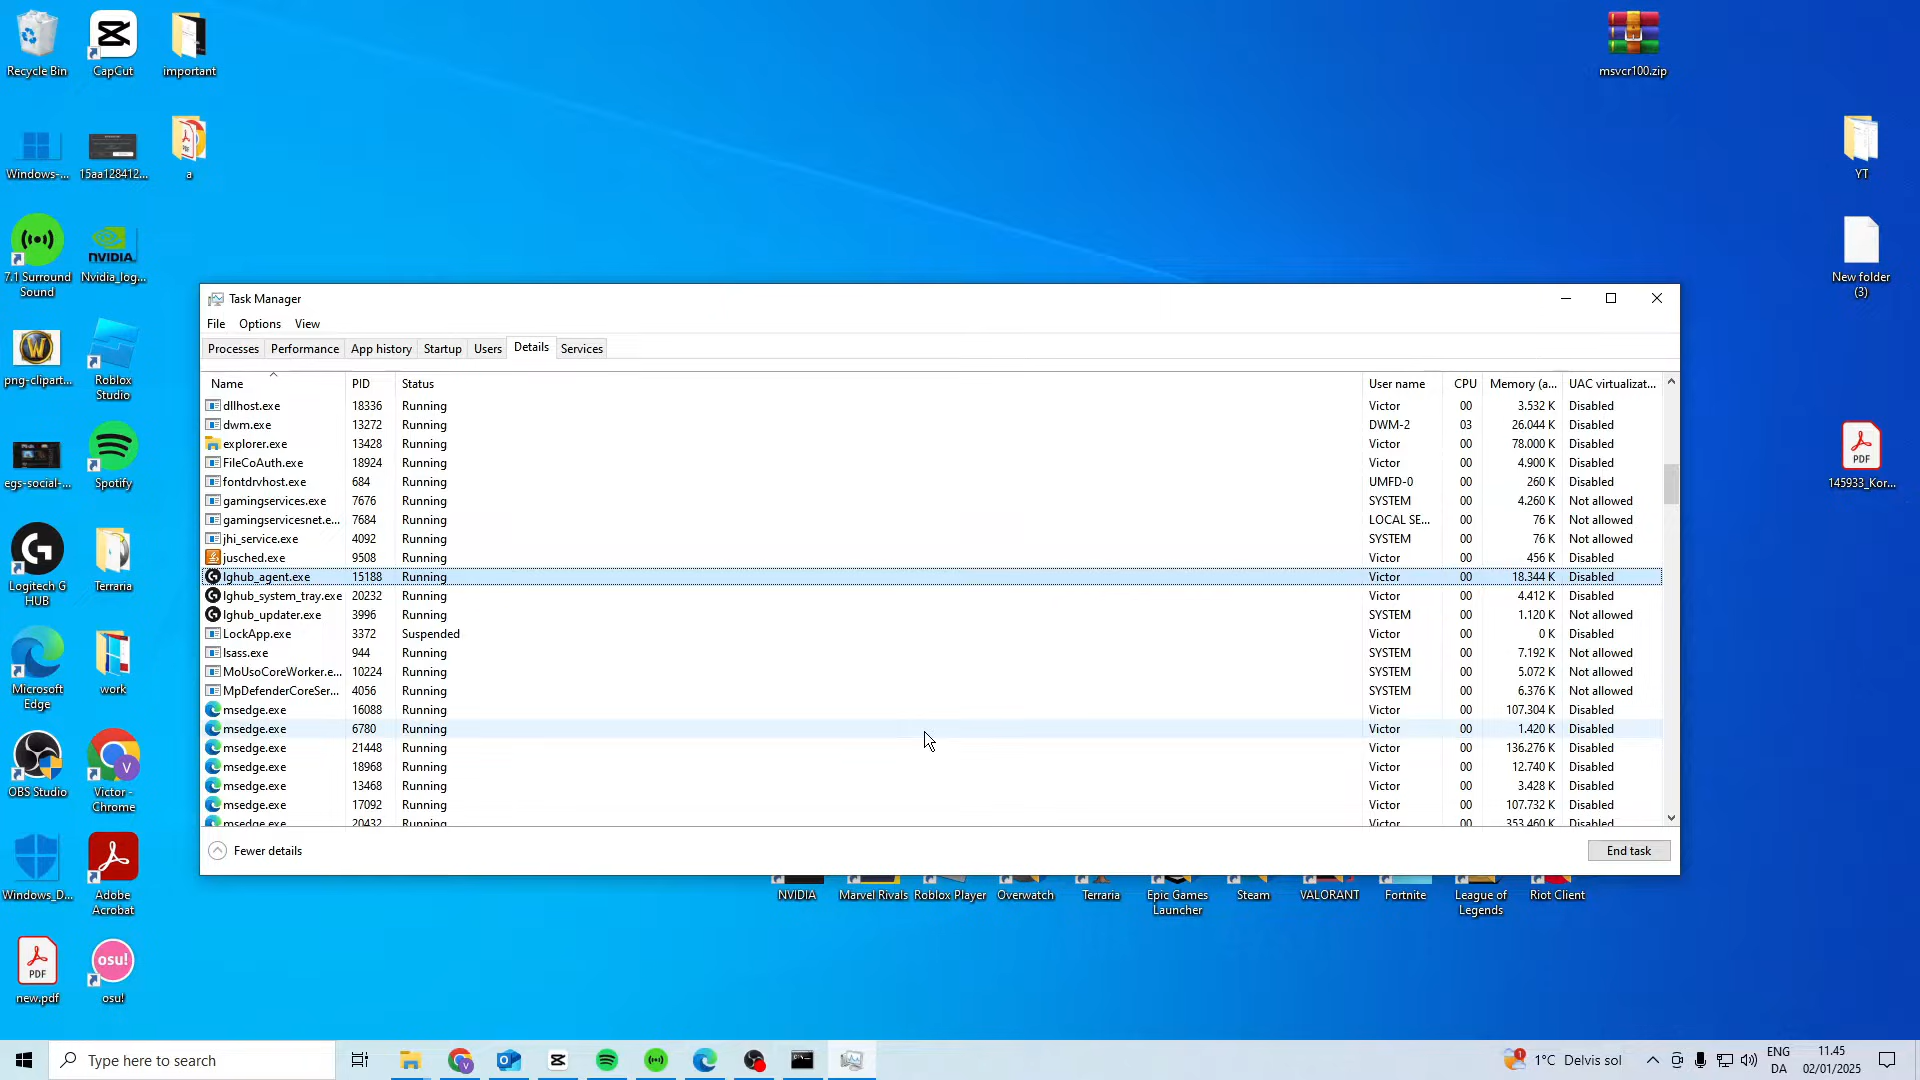 Recycle Bin
CapCut
important
msvcr100.zip
Windows-...
15aa128412...
a
YT
7.1 Surround
Sound
Nvidia_log...
New folder
(3)
png-clipart...
Roblox
Studio
egs-social-...
Spotify
145933_Kor...
Logitech G
HUB
Terraria
Microsoft
Edge
work
OBS Studio
Victor -
Chrome
Windows_D...
Adobe
Acrobat
new.pdf
osu!
Task Manager
File Options View
Processes Performance App history Startup Users Details Services
Name PID Status User name CPU Memory (a... UAC virtualizat...
dllhost.exe 18336 Running Victor 00 3.532 K Disabled
dwm.exe 13272 Running DWM-2 03 26.044 K Disabled
explorer.exe 13428 Running Victor 00 78.000 K Disabled
FileCoAuth.exe 18924 Running Victor 00 4.900 K Disabled
fontdrvhost.exe 684 Running UMFD-0 00 260 K Disabled
gamingservices.exe 7676 Running SYSTEM 00 4.260 K Not allowed
gamingservicesnet.e... 7684 Running LOCAL SE... 00 76 K Not allowed
jhi_service.exe 4092 Running SYSTEM 00 76 K Not allowed
jusched.exe 9508 Running Victor 00 456 K Disabled
lghub_agent.exe 15188 Running Victor 00 18.344 K Disabled
lghub_system_tray.exe 20232 Running Victor 00 4.412 K Disabled
lghub_updater.exe 3996 Running SYSTEM 00 1.120 K Not allowed
LockApp.exe 3372 Suspended Victor 00 0 K Disabled
lsass.exe 944 Running SYSTEM 00 7.192 K Not allowed
MoUsoCoreWorker.e... 10224 Running SYSTEM 00 5.072 K Not allowed
MpDefenderCoreSer... 4056 Running SYSTEM 00 6.376 K Not allowed
msedge.exe 16088 Running Victor 00 107.304 K Disabled
msedge.exe 6780 Running Victor 00 1.420 K Disabled
msedge.exe 21448 Running Victor 00 136.276 K Disabled
msedge.exe 18968 Running Victor 00 12.740 K Disabled
msedge.exe 13468 Running Victor 00 3.428 K Disabled
msedge.exe 17092 Running Victor 00 107.732 K Disabled
msedge.exe 20432 Running Victor 00 353.460 K Disabled
Fewer details End task
NVIDIA
Marvel Rivals
Roblox Player
Overwatch
Terraria
Epic Games
Launcher
Steam
VALORANT
Fortnite
League of
Legends
Riot Client
Type here to search
1°C Delvis sol
ENG
DA
11.45
02/01/2025